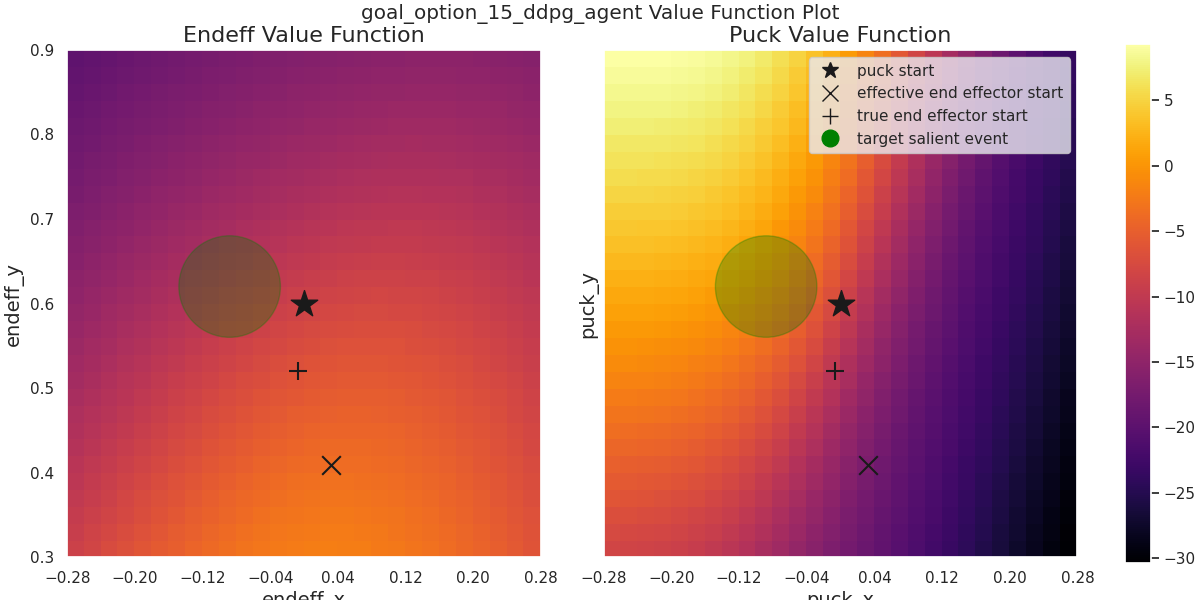 goal_option_15_ddpg_agent Value Function Plot
Endeff Value Function
Puck Value Function
puck start
effective end effector start
true end effector start
target salient event
endeff_y
0.9
0.8
0.7
0.6
0.5
0.4
0.3
−0.28 −0.20 −0.12 −0.04 0.04 0.12 0.20 0.28
endeff_x
puck_y
−0.28 −0.20 −0.12 −0.04 0.04 0.12 0.20 0.28
puck_x
5
0
−5
−10
−15
−20
−25
−30